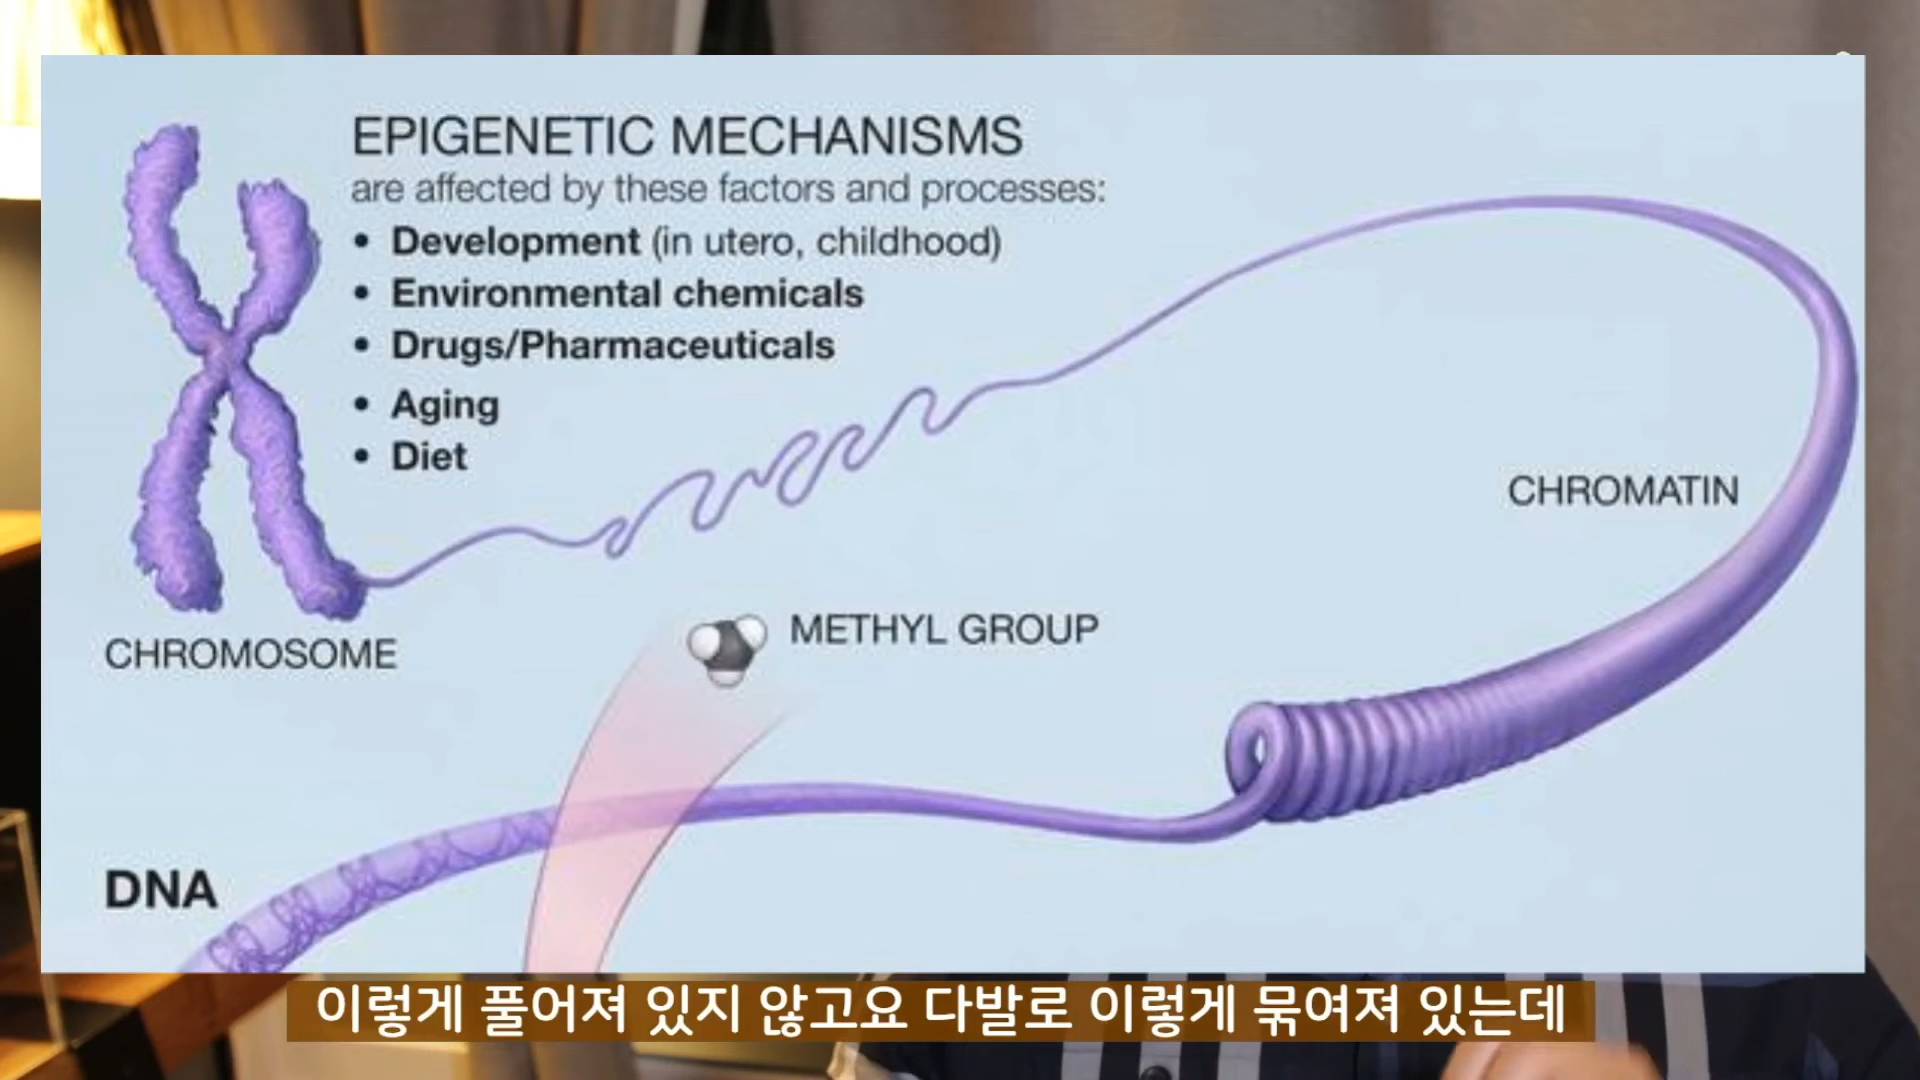 EPIGENETIC MECHANISMS
are affected by these factors and processes:
• Development (in utero, childhood)
• Environmental chemicals
• Drugs/Pharmaceuticals
• Aging
• Diet
CHROMATIN
METHYL GROUP
CHROMOSOME
DNA
이렇게 풀어져 있지 않고요 다발로 이렇게 묶여져 있는데